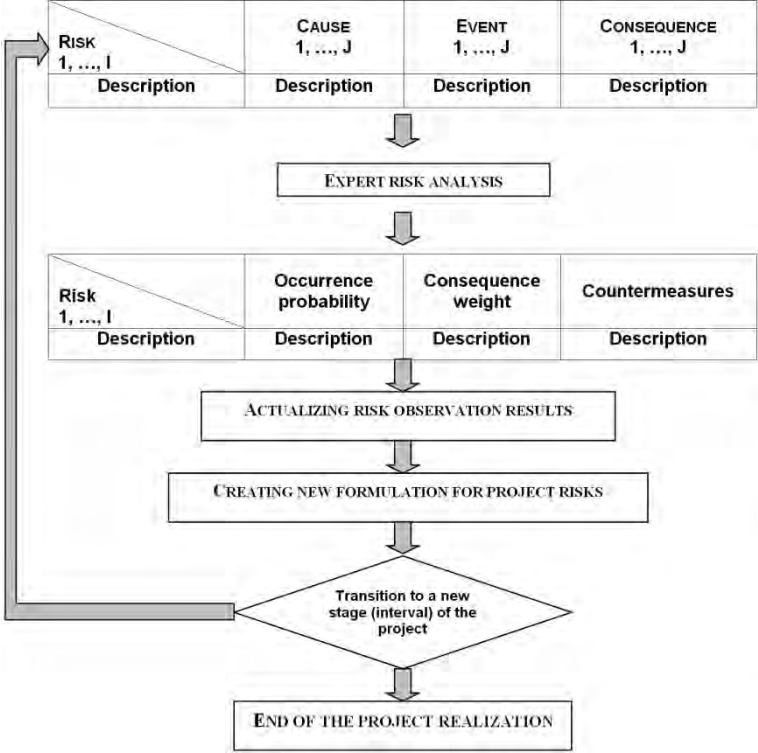 RISK
1, ..., I
CAUSE
1, ..., J
EVENT
1, ..., J
CONSEQUENCE
1, ..., J
Description Description Description Description
EXPERT RISK ANALYSIS
Risk
1, ..., I
Occurrence
probability
Consequence
weight
Countermeasures
Description Description Description Description
ACTUALIZING RISK OBSERVATION RESULTS
CREATING NEW FORMULATION FOR PROJECT RISKS
Transition to a new
stage (interval) of the
project
END OF THE PROJECT REALIZATION